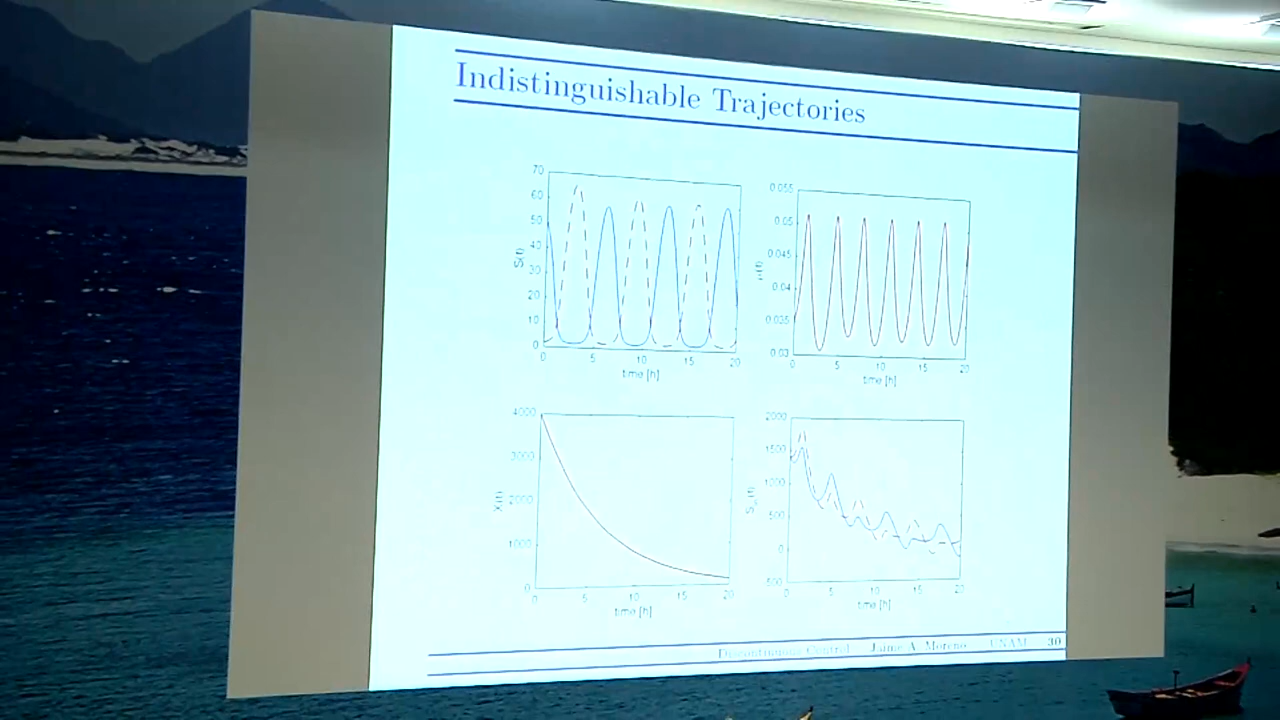 Indistinguishable Trajectories
70
60
50
40
30
20
10
0
S(t)
0 5 10 15 20
time [h]
0.055
0.05
0.045
0.04
0.035
0.03
0 5 10 15 20
time [h]
4000
3000
2000
1000
0
X(t)
0 5 10 15 20
time [h]
2000
1500
1000
500
0
500
0 5 10 15 20
time [h]
Discontinuous Control Jaime A. Moreno UNAM 30